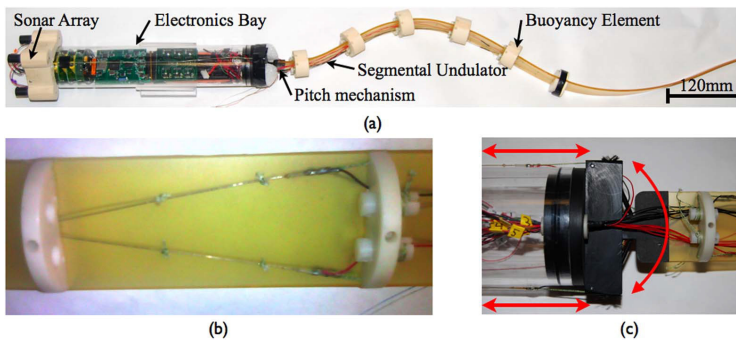 Sonar Array
Electronics Bay
Buoyancy Element
Segmental Undulator
Pitch mechanism
120mm
(a)
(b)
(c)